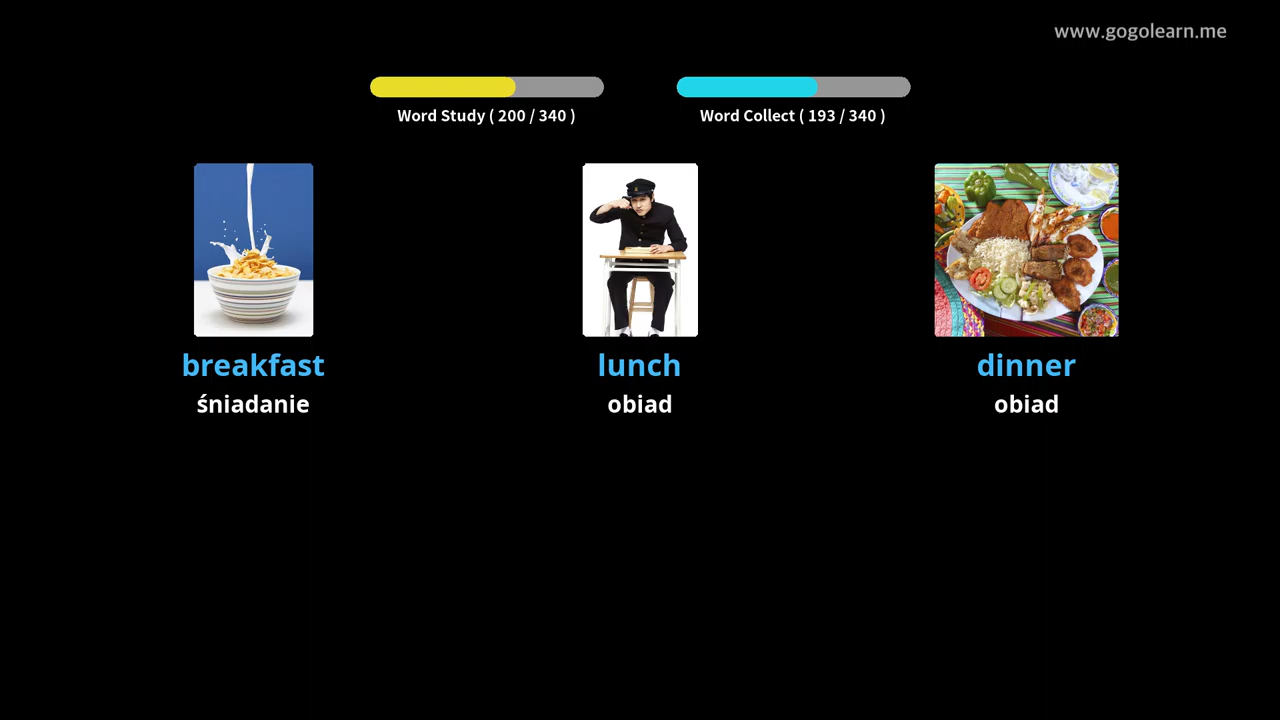 www.gogolearn.me
Word Study ( 200 / 340 )
Word Collect ( 193 / 340 )
breakfast
lunch
dinner
śniadanie
obiad
obiad